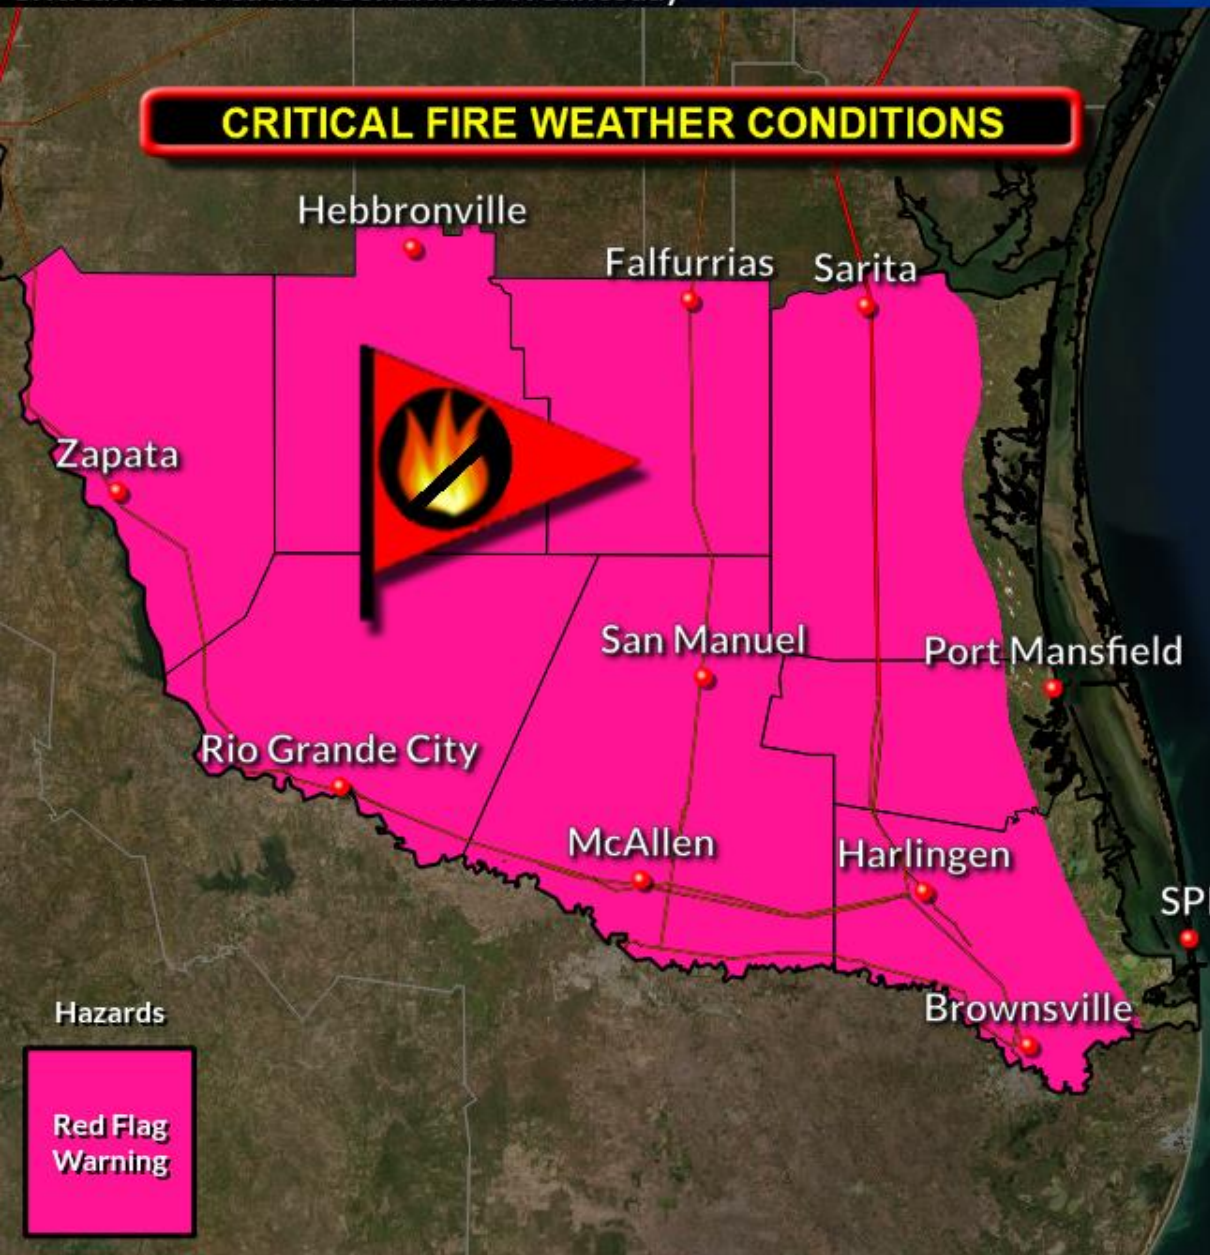 CRITICAL FIRE WEATHER CONDITIONS
Hebbronville
Falfurrias
Sarita
Zapata
San Manuel
Port Mansfield
Rio Grande City
McAllen
Harlingen
SP
Brownsville
Hazards
Red Flag
Warning